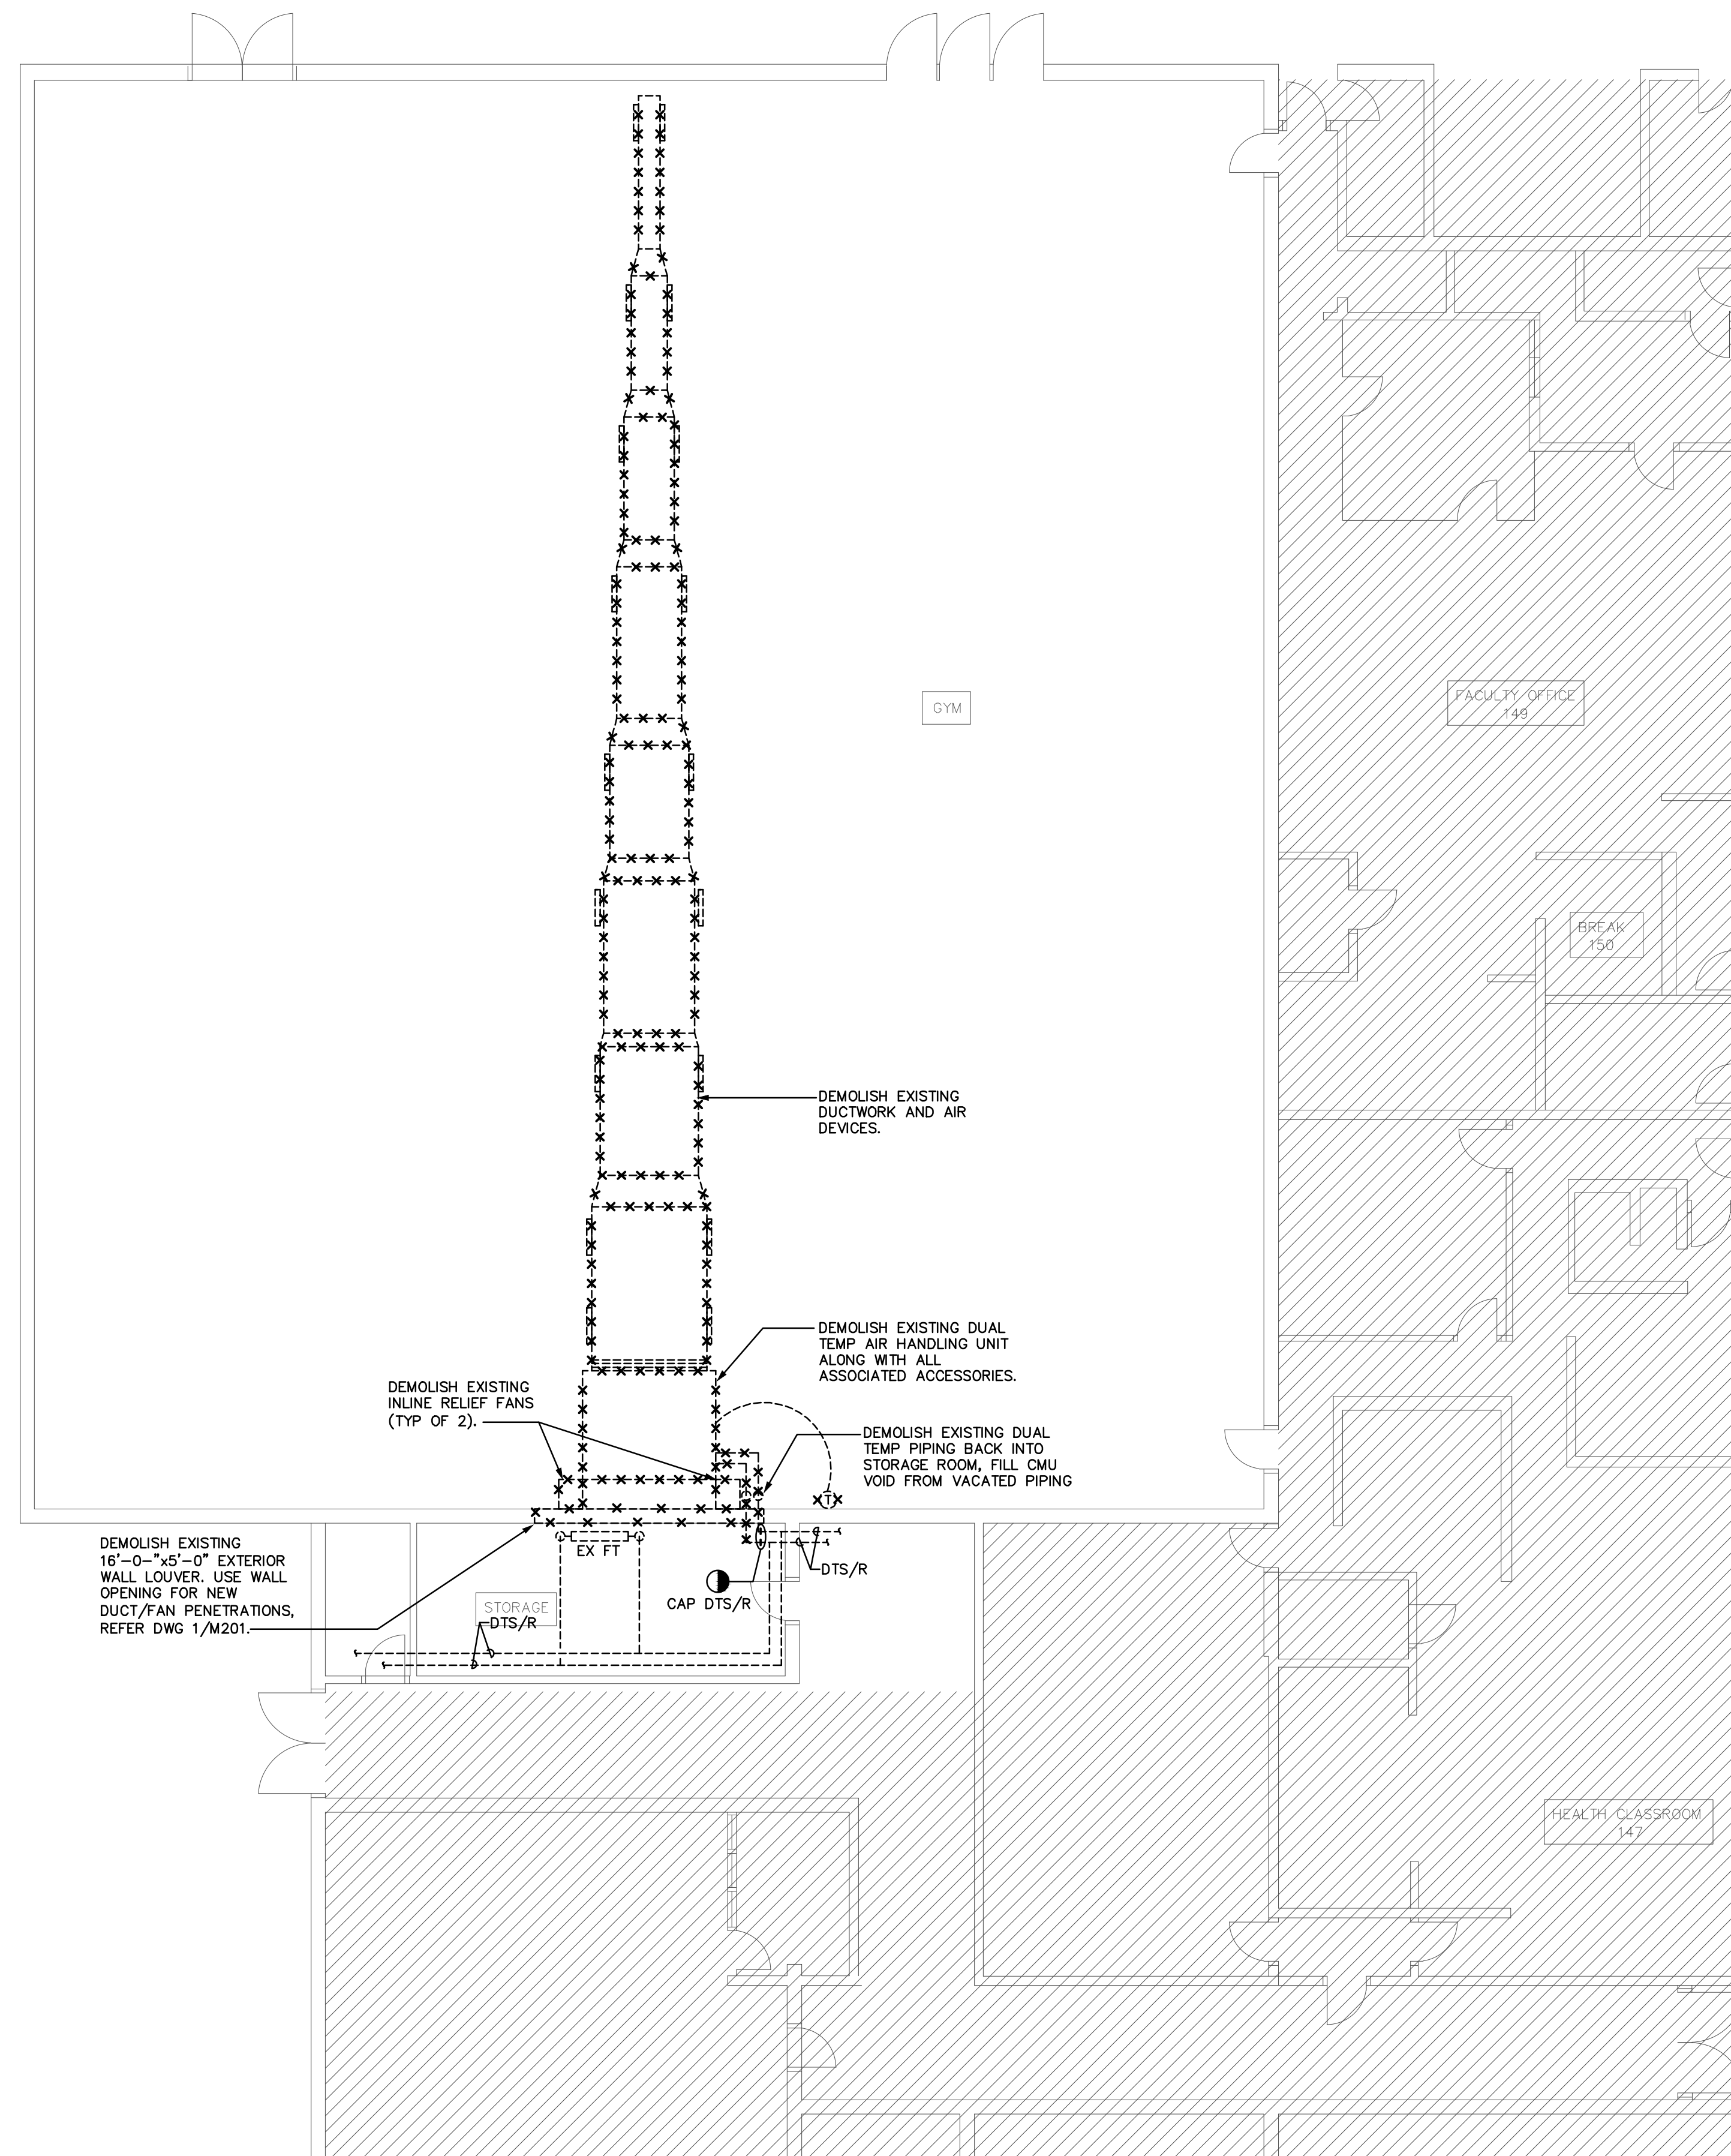 GYM
FACULTY OFFICE
149
BREAK
150
DEMOLISH EXISTING
DUCTWORK AND AIR
DEVICES.
DEMOLISH EXISTING DUAL
TEMP AIR HANDLING UNIT
ALONG WITH ALL
ASSOCIATED ACCESSORIES.
DEMOLISH EXISTING
INLINE RELIEF FANS
(TYP OF 2).
DEMOLISH EXISTING DUAL
TEMP PIPING BACK INTO
STORAGE ROOM, FILL CMU
VOID FROM VACATED PIPING
T
DEMOLISH EXISTING
16'-0-"x5'-0" EXTERIOR
WALL LOUVER. USE WALL
OPENING FOR NEW
DUCT/FAN PENETRATIONS,
REFER DWG 1/M201.
EX FT
DTS/R
CAP DTS/R
STORAGE
DTS/R
HEALTH CLASSROOM
147